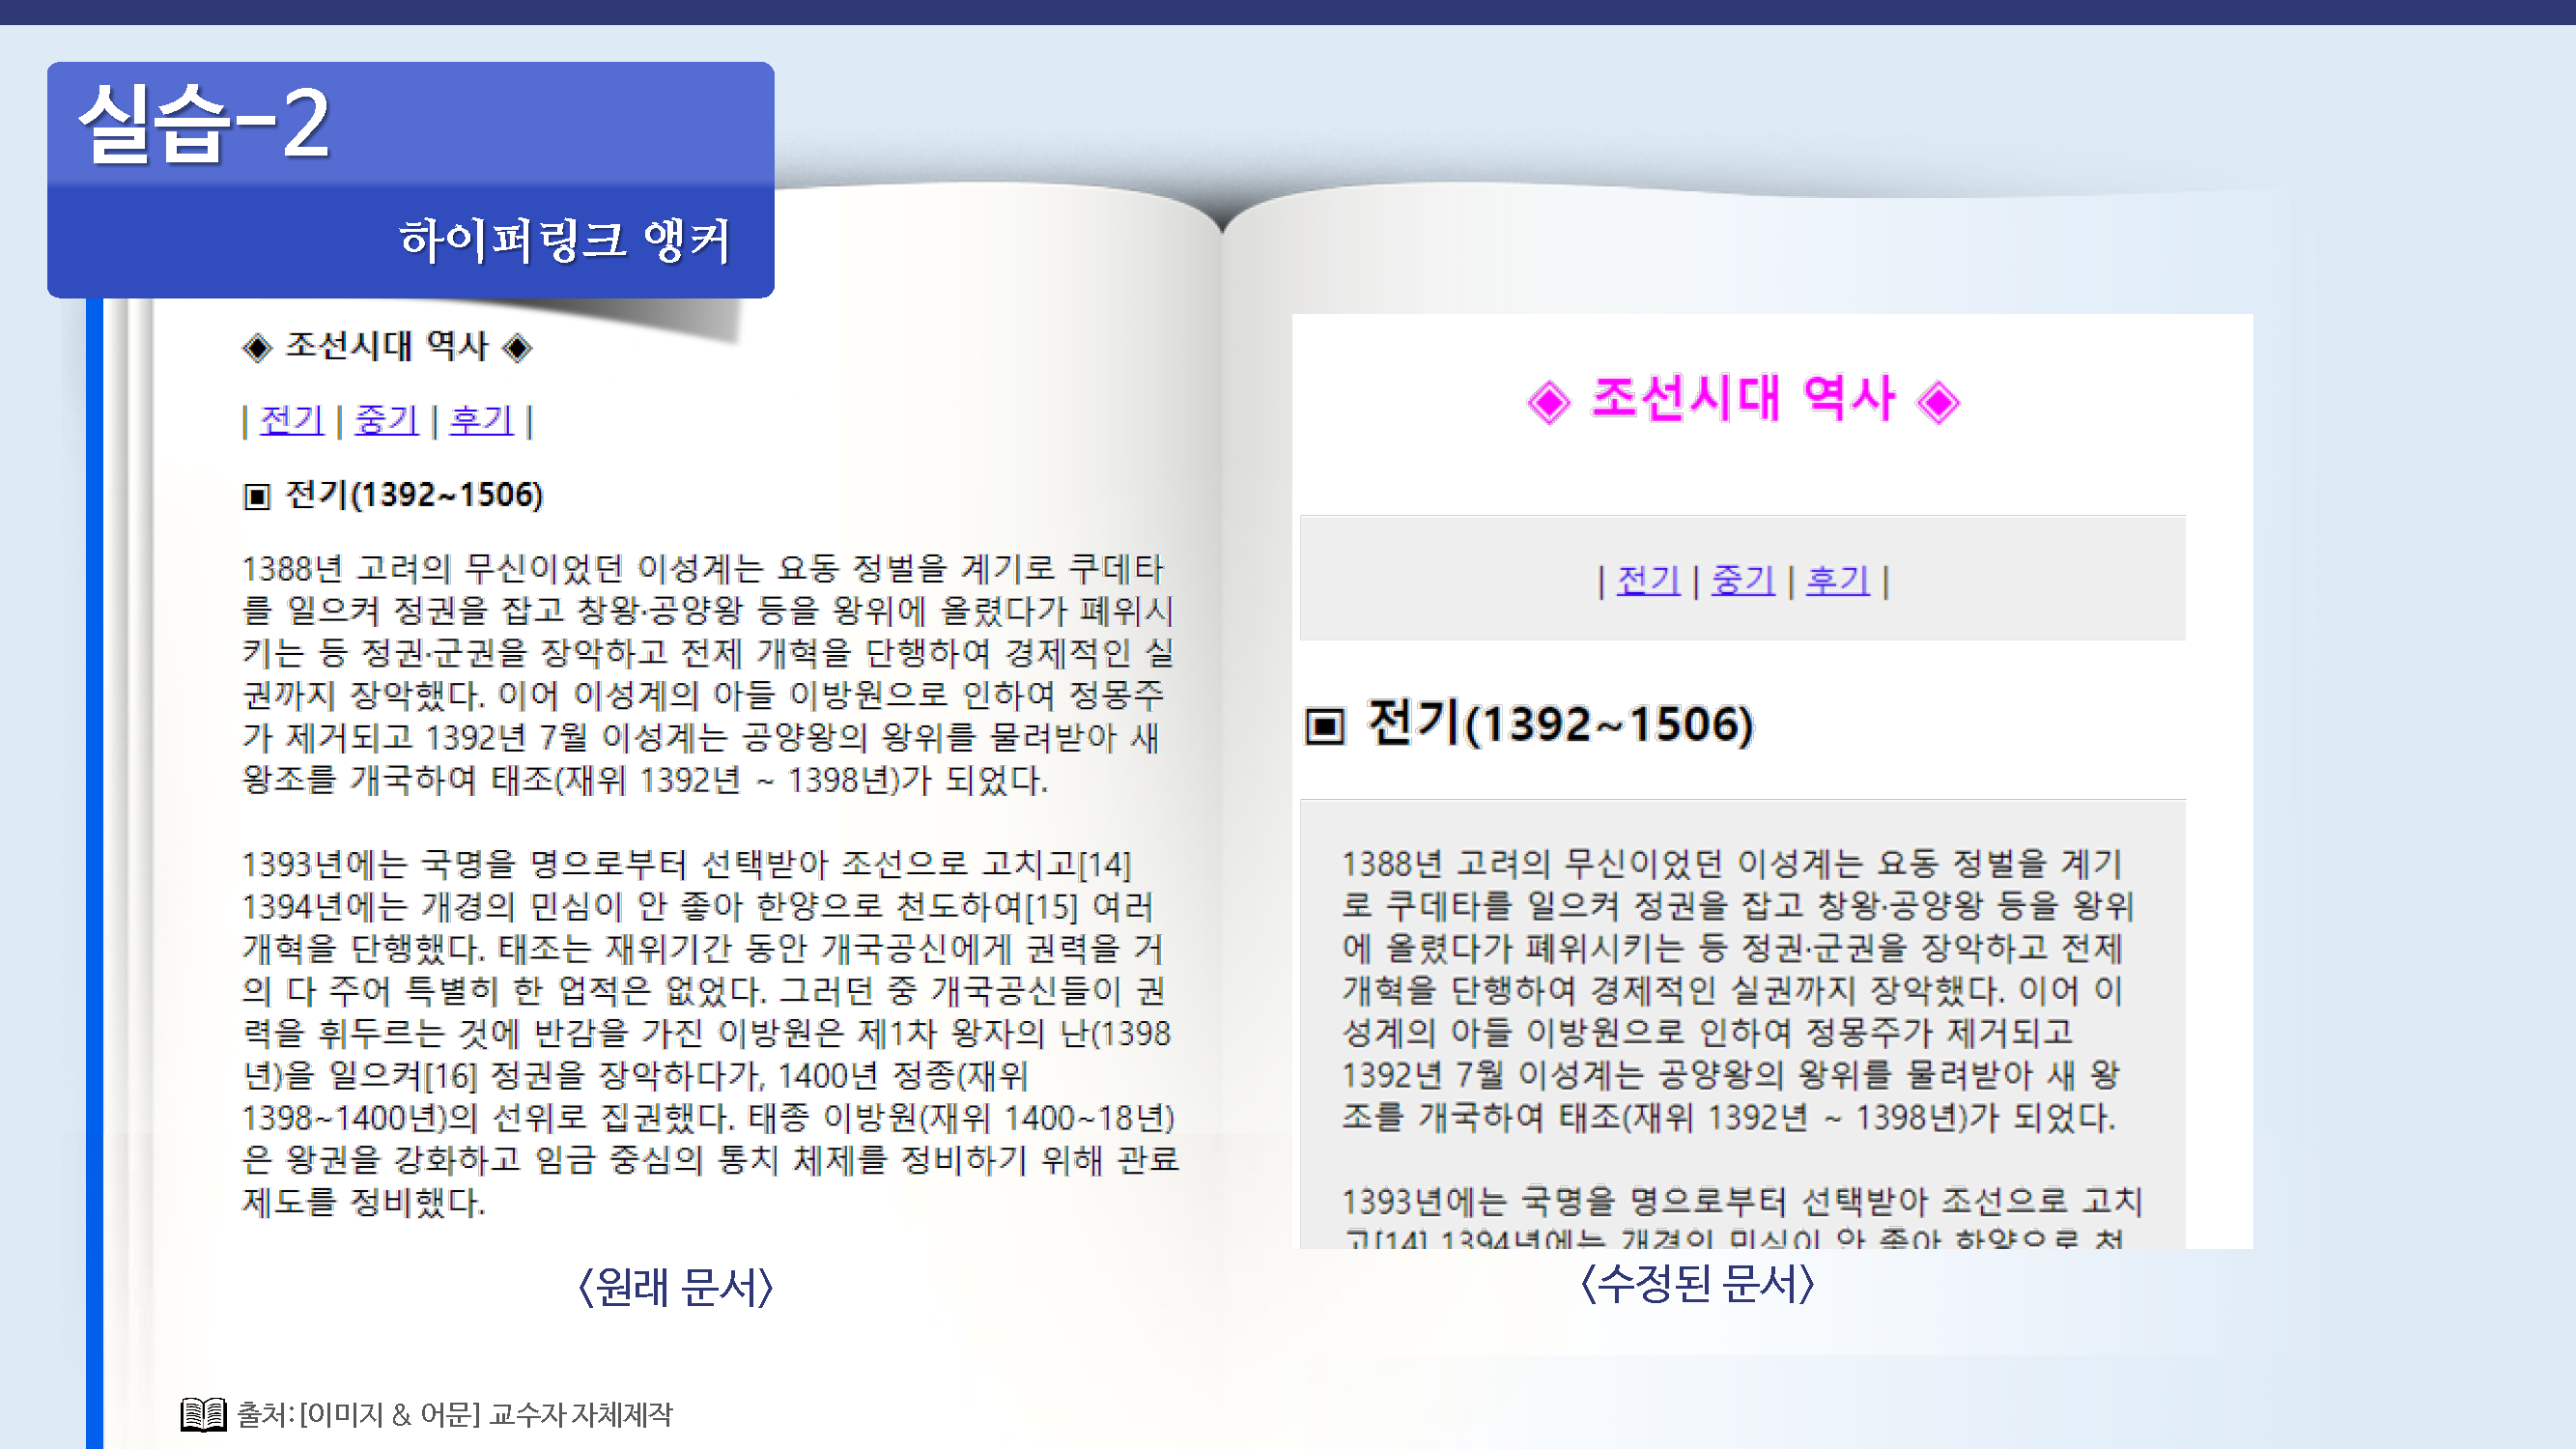 실습-2
하이퍼링크 앵커
◈ 조선시대 역사 ◈
| 전기 | 중기 | 후기 |
▣ 전기(1392~1506)
1388년 고려의 무신이었던 이성계는 요동 정벌을 계기로 쿠데타
를 일으켜 정권을 잡고 창왕·공양왕 등을 왕위에 올렸다가 폐위시
키는 등 정권·군권을 장악하고 전제 개혁을 단행하여 경제적인 실
권까지 장악했다. 이어 이성계의 아들 이방원으로 인하여 정몽주
가 제거되고 1392년 7월 이성계는 공양왕의 왕위를 물려받아 새
왕조를 개국하여 태조(재위 1392년 ~ 1398년)가 되었다.
1393년에는 국명을 명으로부터 선택받아 조선으로 고치고[14]
1394년에는 개경의 민심이 안 좋아 한양으로 천도하여[15] 여러
개혁을 단행했다. 태조는 재위기간 동안 개국공신에게 권력을 거
의 다 주어 특별히 한 업적은 없었다. 그러던 중 개국공신들이 권
력을 휘두르는 것에 반감을 가진 이방원은 제1차 왕자의 난(1398
년)을 일으켜[16] 정권을 장악하다가, 1400년 정종(재위
1398~1400년)의 선위로 집권했다. 태종 이방원(재위 1400~18년)
은 왕권을 강화하고 임금 중심의 통치 체제를 정비하기 위해 관료
제도를 정비했다.
<원래 문서>
◈ 조선시대 역사 ◈
| 전기 | 중기 | 후기 |
▣ 전기(1392~1506)
1388년 고려의 무신이었던 이성계는 요동 정벌을 계기
로 쿠데타를 일으켜 정권을 잡고 창왕·공양왕 등을 왕위
에 올렸다가 폐위시키는 등 정권·군권을 장악하고 전제
개혁을 단행하여 경제적인 실권까지 장악했다. 이어 이
성계의 아들 이방원으로 인하여 정몽주가 제거되고
1392년 7월 이성계는 공양왕의 왕위를 물려받아 새 왕
조를 개국하여 태조(재위 1392년 ~ 1398년)가 되었다.
1393년에는 국명을 명으로부터 선택받아 조선으로 고치
고[14] 1394년에는 개경의 민심이 안 좋아 한양으로 천
<수정된 문서>
출처: [이미지 & 어문] 교수자 자체제작